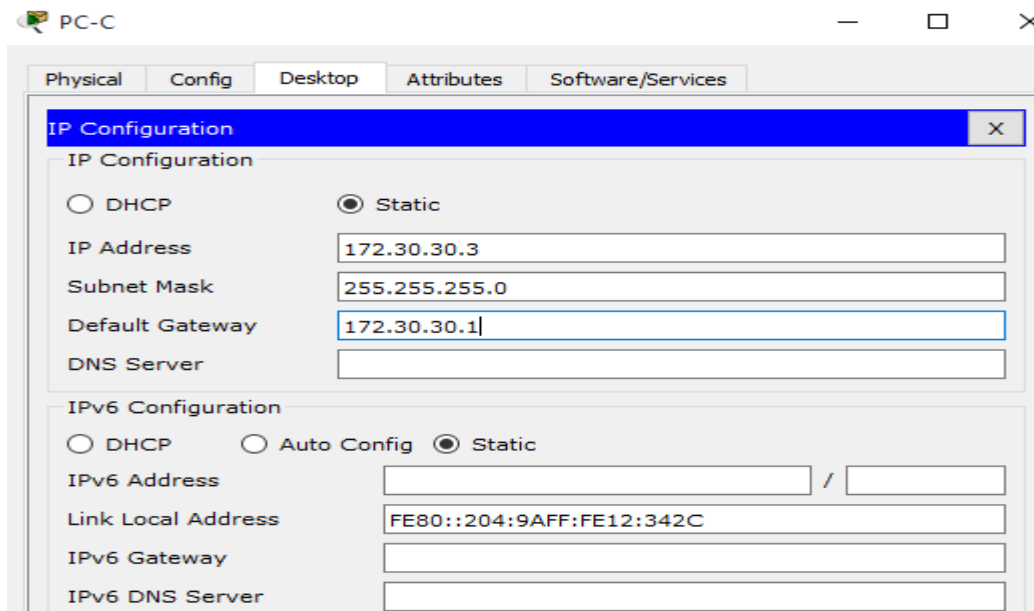 PC-C
Physical Config Desktop Attributes Software/Services
IP Configuration X
IP Configuration
DHCP Static
IP Address 172.30.30.3
Subnet Mask 255.255.255.0
Default Gateway 172.30.30.1
DNS Server
IPv6 Configuration
DHCP Auto Config Static
IPv6 Address /
Link Local Address FE80::204:9AFF:FE12:342C
IPv6 Gateway
IPv6 DNS Server